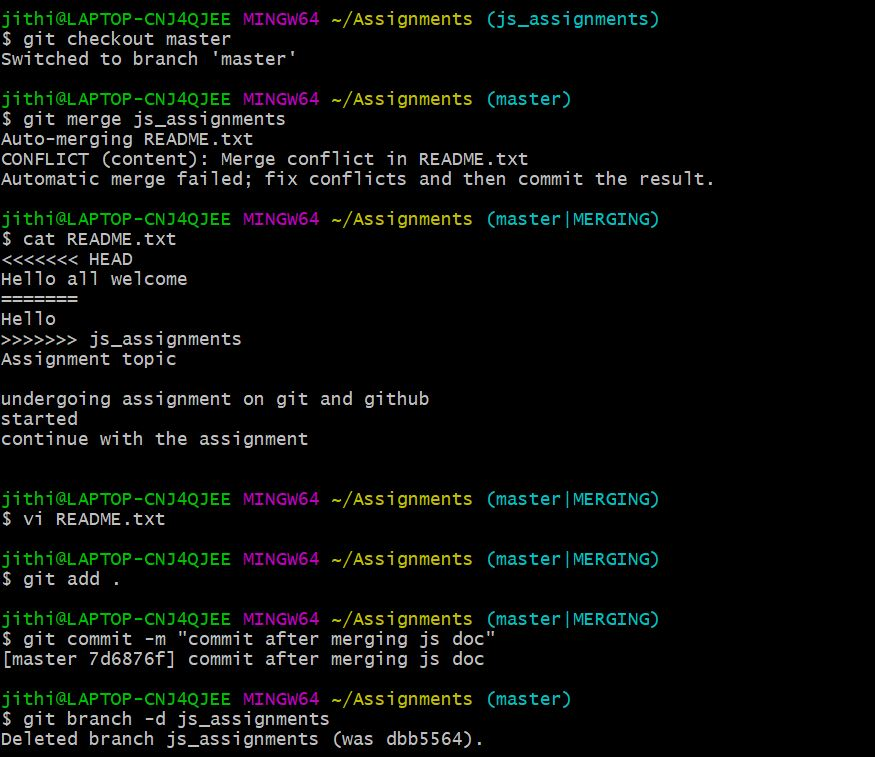 jithi@LAPTOP-CNJ4QJEE MINGW64 ~/Assignments (js_assignments)
$ git checkout master
Switched to branch 'master'
jithi@LAPTOP-CNJ4QJEE MINGW64 ~/Assignments (master)
$ git merge js_assignments
Auto-merging README.txt
CONFLICT (content): Merge conflict in README.txt
Automatic merge failed; fix conflicts and then commit the result.
jithi@LAPTOP-CNJ4QJEE MINGW64 ~/Assignments (master|MERGING)
$ cat README.txt
<<<<<<< HEAD
Hello all welcome
=======
Hello
>>>>>>> js_assignments
Assignment topic
undergoing assignment on git and github
started
continue with the assignment
jithi@LAPTOP-CNJ4QJEE MINGW64 ~/Assignments (master|MERGING)
$ vi README.txt
jithi@LAPTOP-CNJ4QJEE MINGW64 ~/Assignments (master|MERGING)
$ git add .
jithi@LAPTOP-CNJ4QJEE MINGW64 ~/Assignments (master|MERGING)
$ git commit -m "commit after merging js doc"
[master 7d6876f] commit after merging js doc
jithi@LAPTOP-CNJ4QJEE MINGW64 ~/Assignments (master)
$ git branch -d js_assignments
Deleted branch js_assignments (was dbb5564).